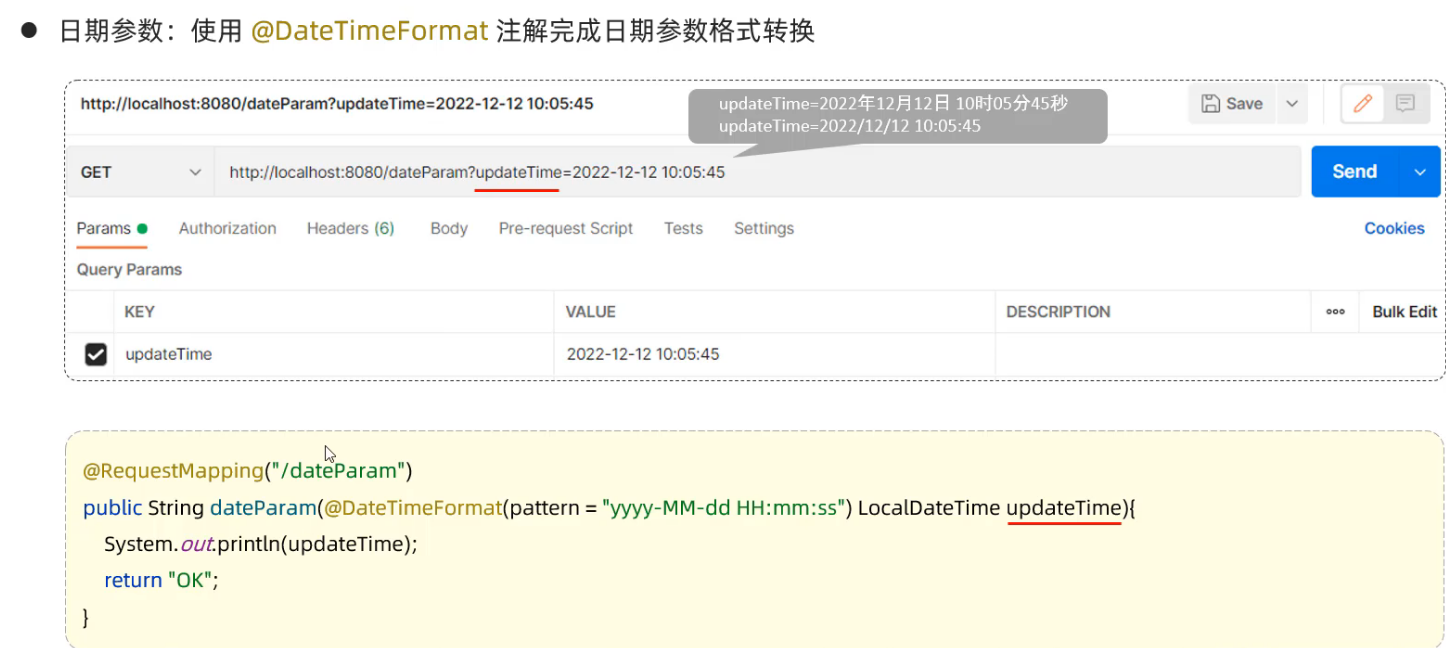 ● 日期参数：使用 @DateTimeFormat 注解完成日期参数格式转换
http://localhost:8080/dateParam?updateTime=2022-12-12 10:05:45
updateTime=2022年12月12日 10时05分45秒
updateTime=2022/12/12 10:05:45
Save
GET http://localhost:8080/dateParam?updateTime=2022-12-12 10:05:45 Send
Params Authorization Headers (6) Body Pre-request Script Tests Settings Cookies
Query Params
KEY VALUE DESCRIPTION ooo Bulk Edit
updateTime 2022-12-12 10:05:45
@RequestMapping("/dateParam")
public String dateParam(@DateTimeFormat(pattern = "yyyy-MM-dd HH:mm:ss") LocalDateTime updateTime){
System.out.println(updateTime);
return "OK";
}